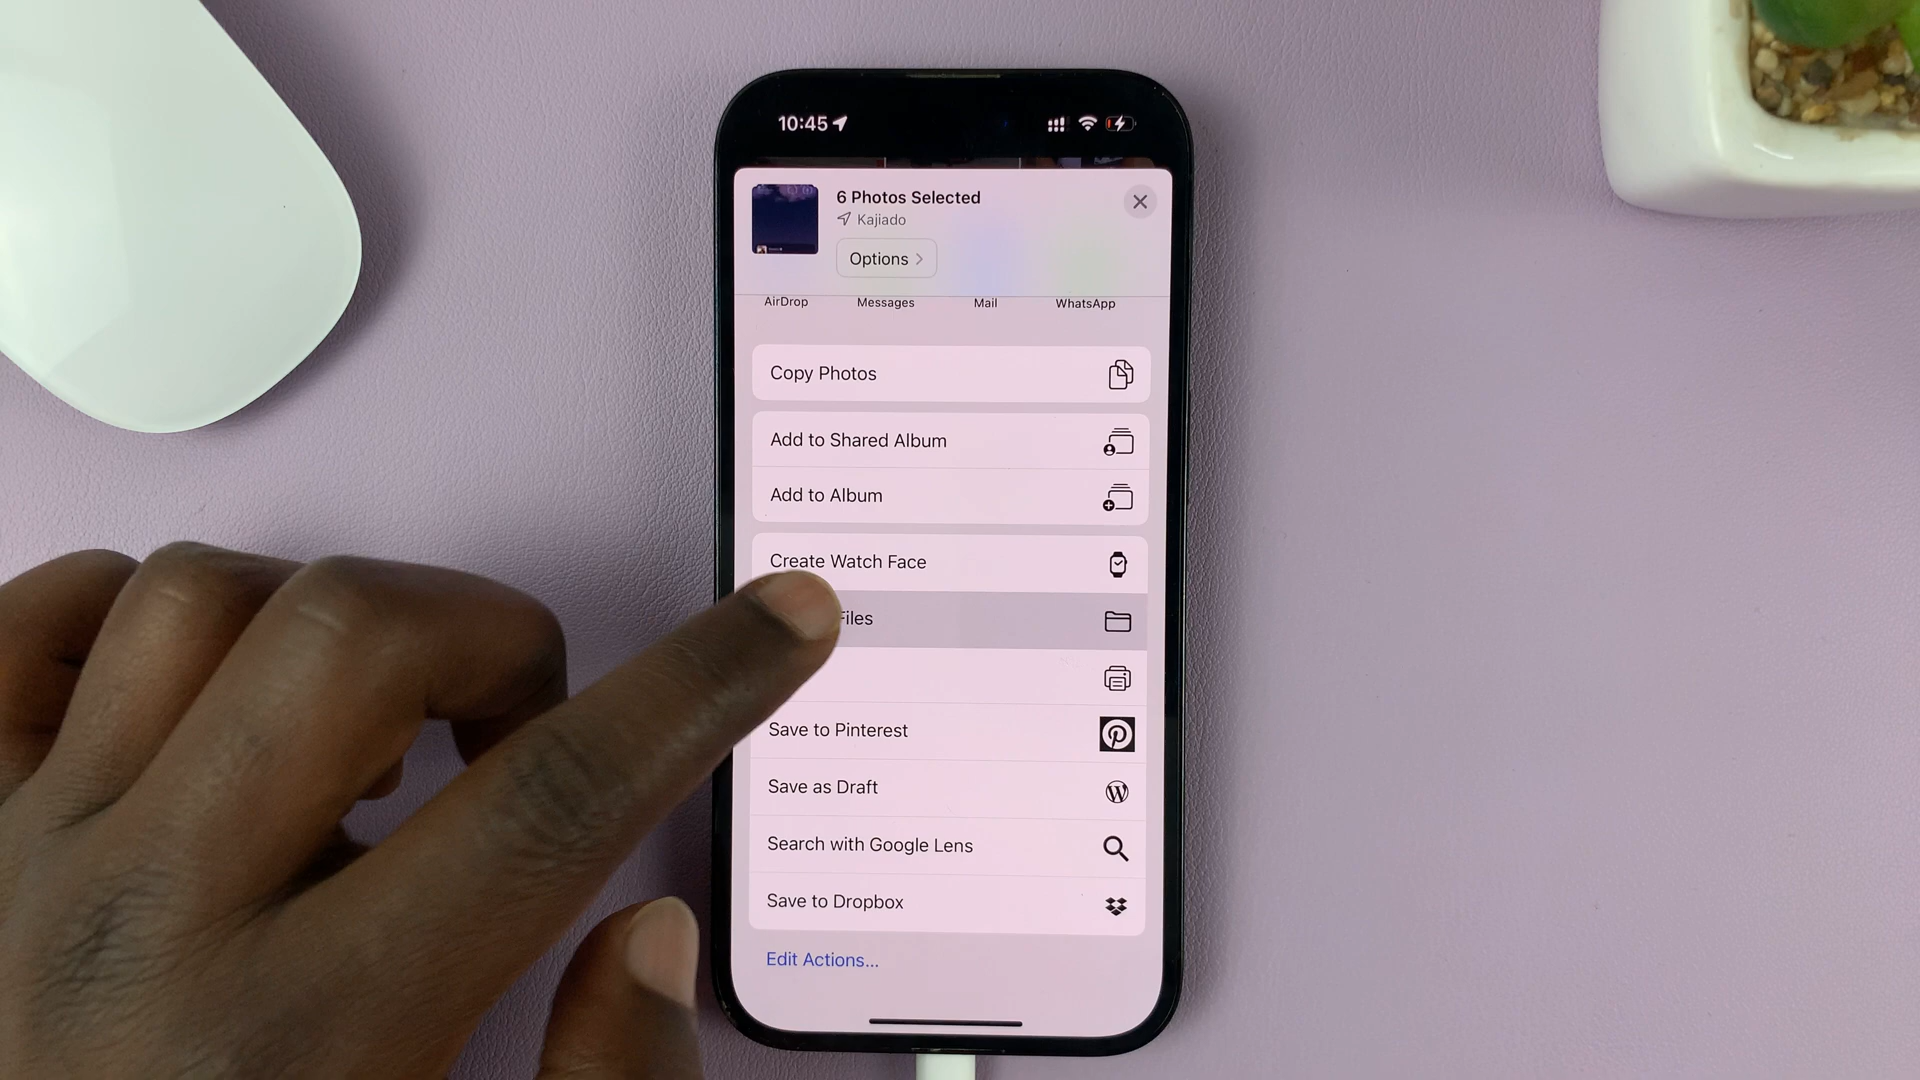 10:45
6 Photos Selected
Kajiado
Options
AirDrop Messages Mail WhatsApp
Copy Photos
Add to Shared Album
Add to Album
Create Watch Face
Files
Save to Pinterest
Save as Draft
Search with Google Lens
Save to Dropbox
Edit Actions...